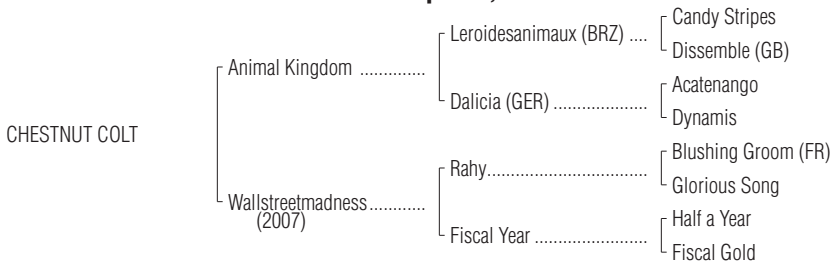 Candy Stripes
Leroidesanimaux (BRZ) ....
Dissemble (GB)
Animal Kingdom ..............
Acatenango
Dalicia (GER) ....................
Dynamis
CHESTNUT COLT
Blushing Groom (FR)
Rahy..................................
Glorious Song
Wallstreetmadness............
(2007)
Half a Year
Fiscal Year ........................
Fiscal Gold